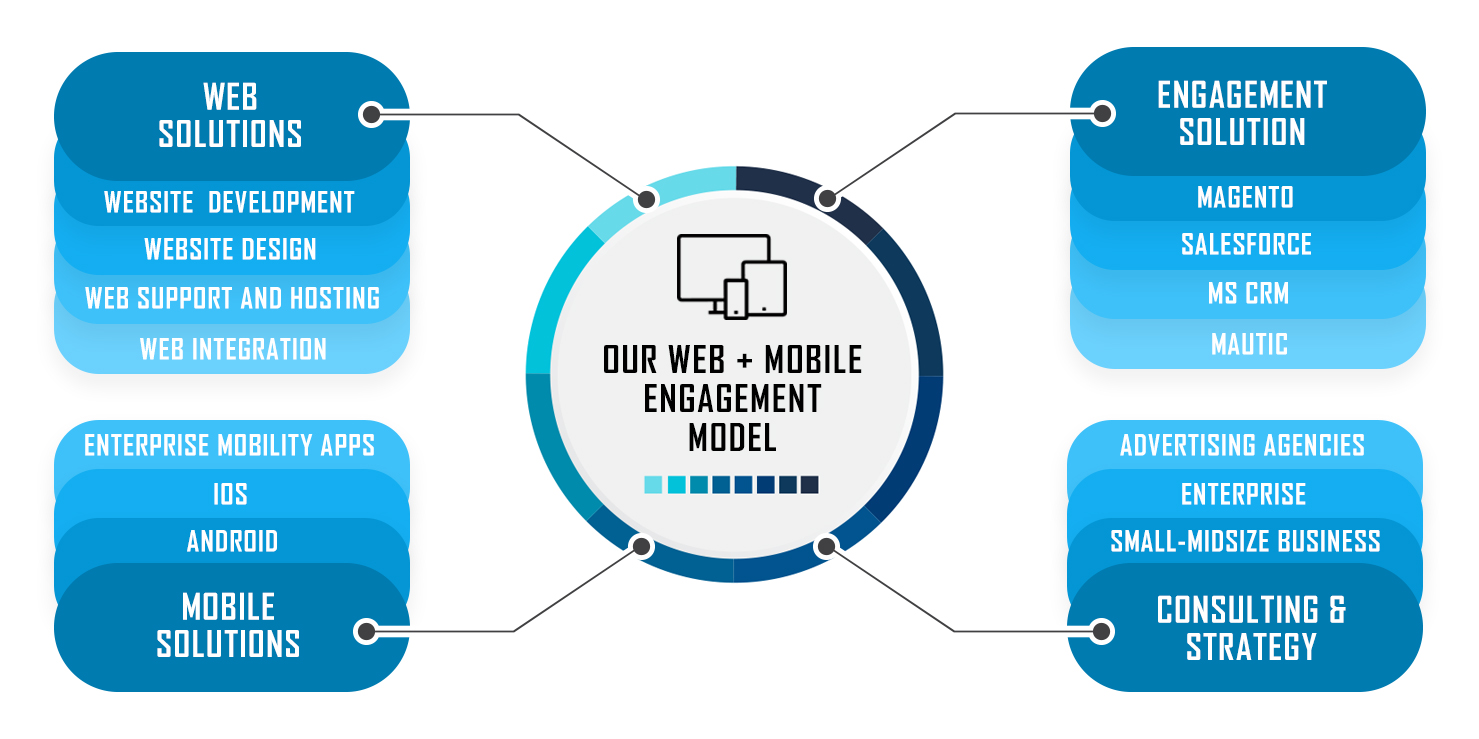 WEB
SOLUTIONS
WEBSITE DEVELOPMENT
WEBSITE DESIGN
WEB SUPPORT AND HOSTING
WEB INTEGRATION
ENGAGEMENT
SOLUTION
MAGENTO
SALESFORCE
MS CRM
MAUTIC
OUR WEB + MOBILE
ENGAGEMENT
MODEL
ENTERPRISE MOBILITY APPS
IOS
ANDROID
MOBILE
SOLUTIONS
ADVERTISING AGENCIES
ENTERPRISE
SMALL-MIDSIZE BUSINESS
CONSULTING &
STRATEGY